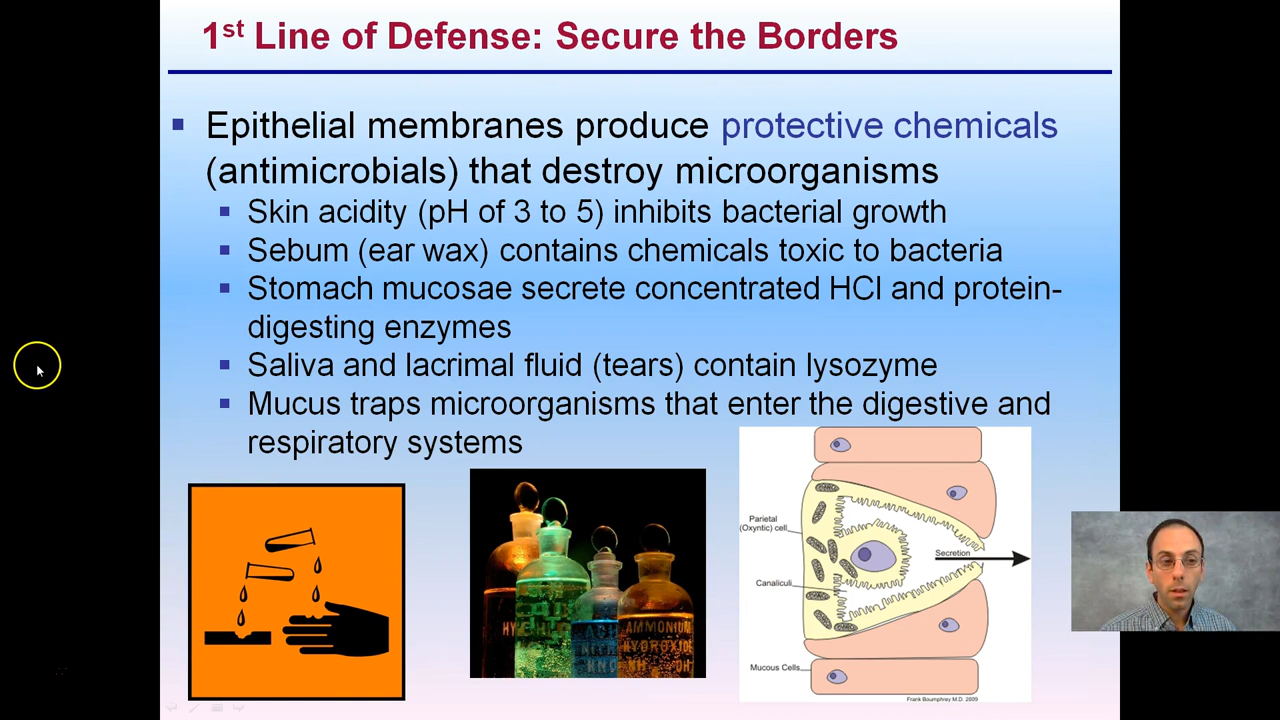 1st Line of Defense: Secure the Borders
Epithelial membranes produce protective chemicals
(antimicrobials) that destroy microorganisms
Skin acidity (pH of 3 to 5) inhibits bacterial growth
Sebum (ear wax) contains chemicals toxic to bacteria
Stomach mucosae secrete concentrated HCl and protein-
digesting enzymes
Saliva and lacrimal fluid (tears) contain lysozyme
Mucus traps microorganisms that enter the digestive and
respiratory systems
Parietal
(Oxyntic) cell
Secretion
Canaliculi
AMMONIUM
HYDROXID
Mucous Cells
Frank Boumphrey M.D. 2009